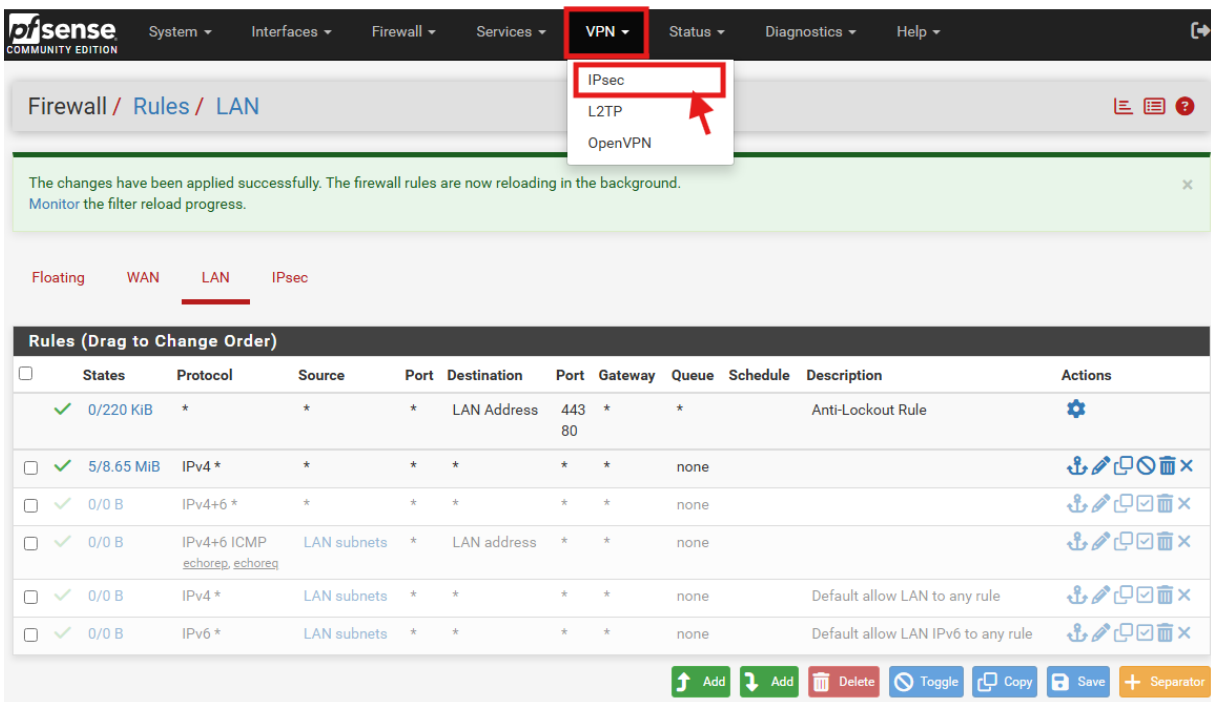 pfsense System Interfaces Firewall Services VPN Status Diagnostics Help
COMMUNITY EDITION
IPsec
L2TP
OpenVPN
Firewall / Rules / LAN
The changes have been applied successfully. The firewall rules are now reloading in the background.
Monitor the filter reload progress.
Floating WAN LAN IPsec
Rules (Drag to Change Order)
States Protocol Source Port Destination Port Gateway Queue Schedule Description Actions
0/220 KiB * * * LAN Address 443 * * Anti-Lockout Rule
80
5/8.65 MiB IPv4 * * * * * * none
0/0 B IPv4+6 * * * * * * none
0/0 B IPv4+6 ICMP LAN subnets * LAN address * * none
echorep, echoreq
0/0 B IPv4 * LAN subnets * * * * none Default allow LAN to any rule
0/0 B IPv6 * LAN subnets * * * * none Default allow LAN IPv6 to any rule
Add Add Delete Toggle Copy Save Separator